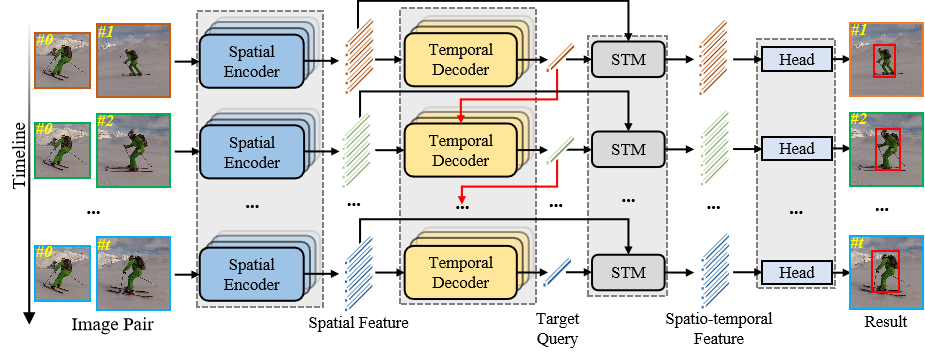 #0
#1
Spatial
Encoder
Temporal
Decoder
STM
Head
#1
#0
#2
Spatial
Encoder
Temporal
Decoder
STM
Head
#2
Timeline
...
...
...
...
...
...
...
...
...
#0
#t
Spatial
Encoder
Temporal
Decoder
STM
Head
#t
Image Pair
Spatial Feature
Target
Query
Spatio-temporal
Feature
Result